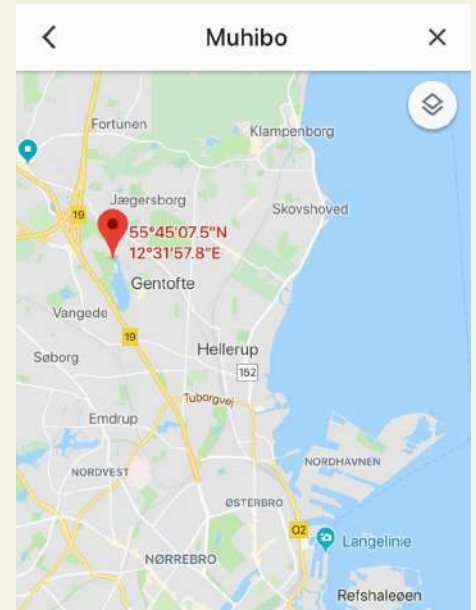 Muhibo
Fortunen
Klampenborg
Jægersborg
Skovshoved
19
55°45'07.5"N
12°31'57.8"E
Gentofte
Vangede
19
Søborg
Hellerup
152
Tuborgvej
Emdrup
NORDHAVNEN
NORDVEST
ØSTERBRO
O2
Langelinie
NØRREBRO
Refshaleøen